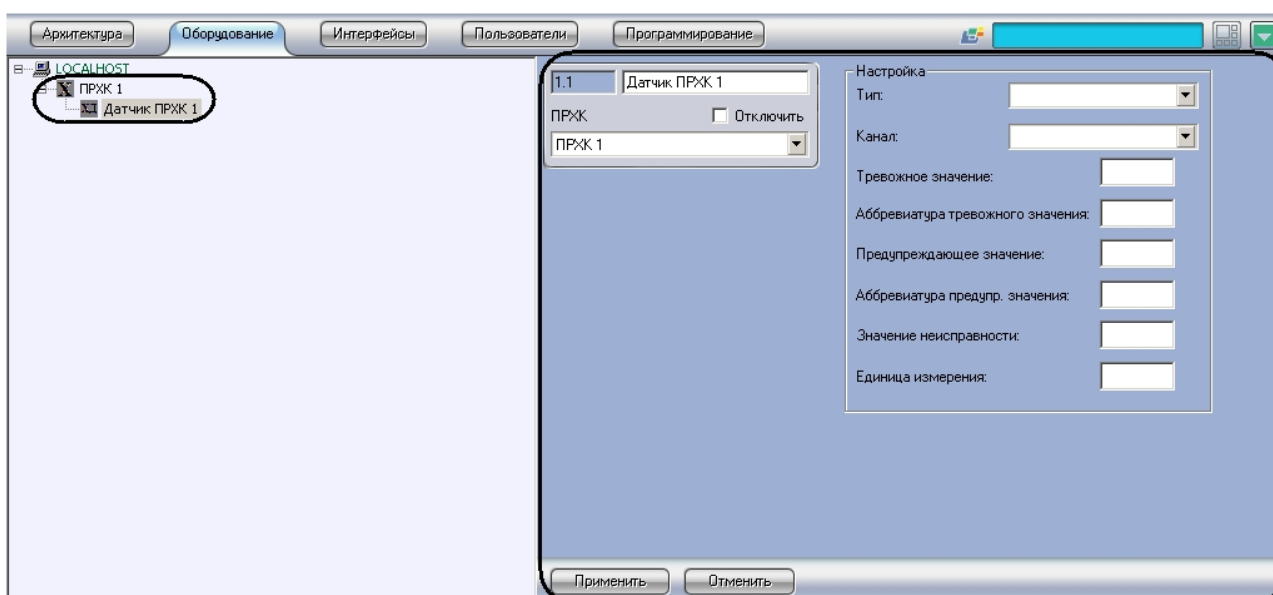 Архитектура Оборудование Интерфейсы Пользователи Программирование
LOCALHOST
ПРХК 1
Датчик ПРХК 1
1.1 Датчик ПРХК 1
ПРХК Отключить
ПРХК 1
Настройка
Тип:
Канал:
Тревожное значение:
Аббревиатура тревожного значения:
Предупреждающее значение:
Аббревиатура предупр. значения:
Значение неисправности:
Единица измерения:
Применить Отменить